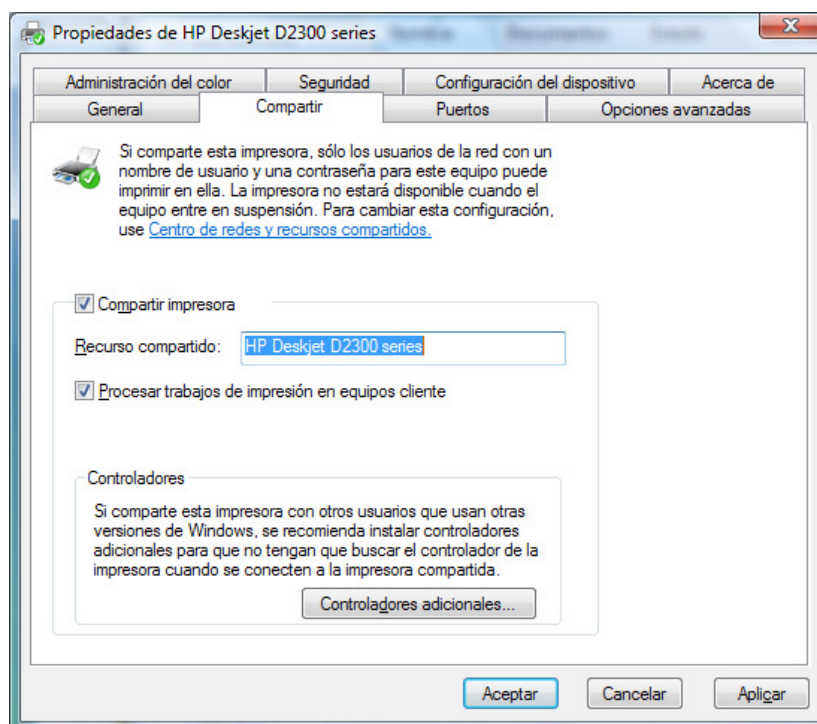 Propiedades de HP Deskjet D2300 series
Administración del color Seguridad Configuración del dispositivo Acerca de
General Compartir Puertos Opciones avanzadas
Si comparte esta impresora, sólo los usuarios de la red con un
nombre de usuario y una contraseña para este equipo puede
imprimir en ella. La impresora no estará disponible cuando el
equipo entre en suspensión. Para cambiar esta configuración,
use Centro de redes y recursos compartidos.
Compartir impresora
Recurso compartido: HP Deskjet D2300 series
Procesar trabajos de impresión en equipos cliente
Controladores
Si comparte esta impresora con otros usuarios que usan otras
versiones de Windows, se recomienda instalar controladores
adicionales para que no tengan que buscar el controlador de la
impresora cuando se conecten a la impresora compartida.
Controladores adicionales...
Aceptar Cancelar Aplicar